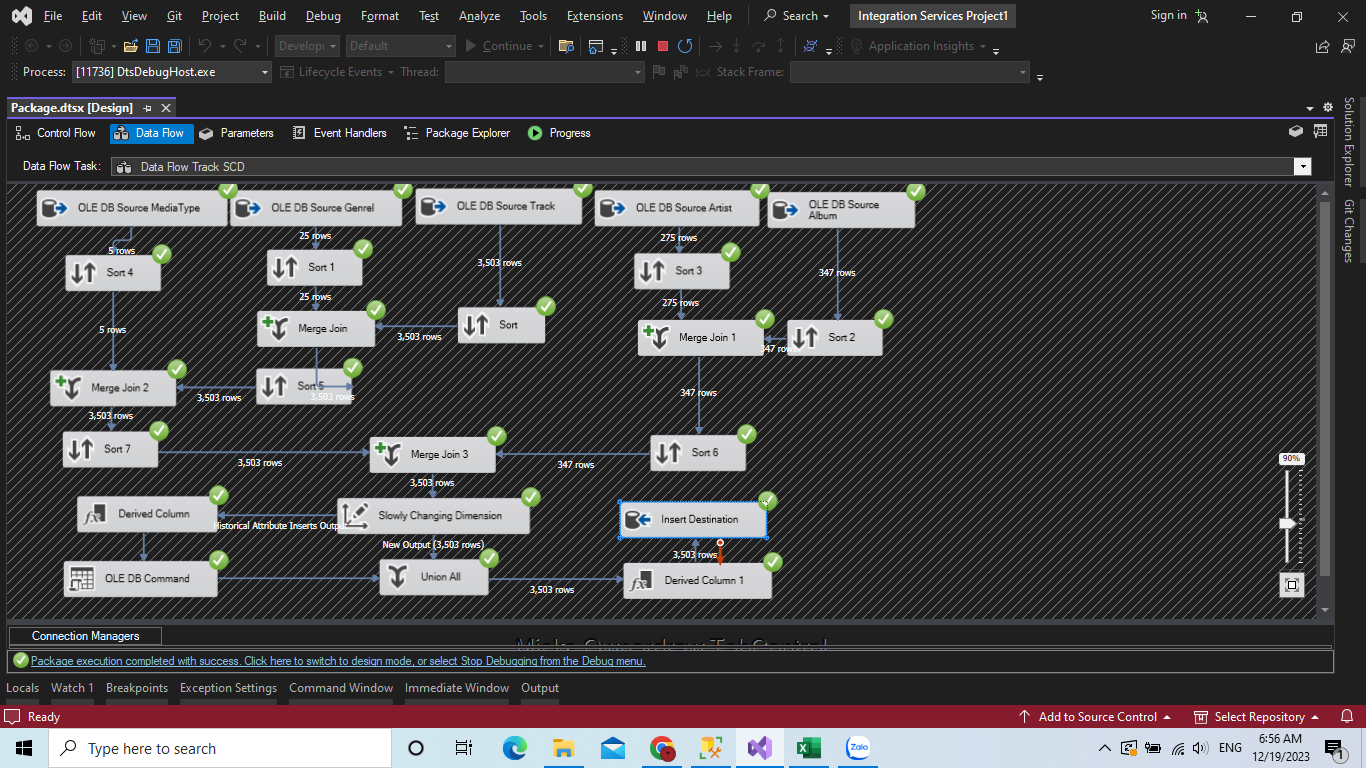 File Edit View Git Project Build Debug Format Test Analyze Tools Extensions Window Help Search Integration Services Project1 Sign in
Develop Default Continue Application Insights
Process: [11736] DtsDebugHost.exe Lifecycle Events Thread: Stack Frame:
Package.dtsx [Design]
Control Flow Data Flow Parameters Event Handlers Package Explorer Progress
Data Flow Task: Data Flow Track SCD
OLE DB Source MediaType OLE DB Source Genrel OLE DB Source Track OLE DB Source Artist OLE DB Source Album
5 rows 25 rows 3,503 rows 275 rows 347 rows
Sort 4 Sort 1 Sort 3
25 rows 275 rows
5 rows Merge Join 3,503 rows Sort Merge Join 1 347 rows Sort 2
Merge Join 2 3,503 rows Sort 5 3,503 rows 347 rows
3,503 rows
Sort 7 3,503 rows Merge Join 3 347 rows Sort 6
3,503 rows
Derived Column Historical Attribute Inserts Output Slowly Changing Dimension Insert Destination
New Output (3,503 rows) 3,503 rows
OLE DB Command Union All 3,503 rows Derived Column 1
90%
Connection Managers
Package execution completed with success. Click here to switch to design mode, or select Stop Debugging from the Debug menu.
Locals Watch 1 Breakpoints Exception Settings Command Window Immediate Window Output
Ready Add to Source Control Select Repository
Solution Explorer
Git Changes
Type here to search Zalo ENG 6:56 AM
12/19/2023 1